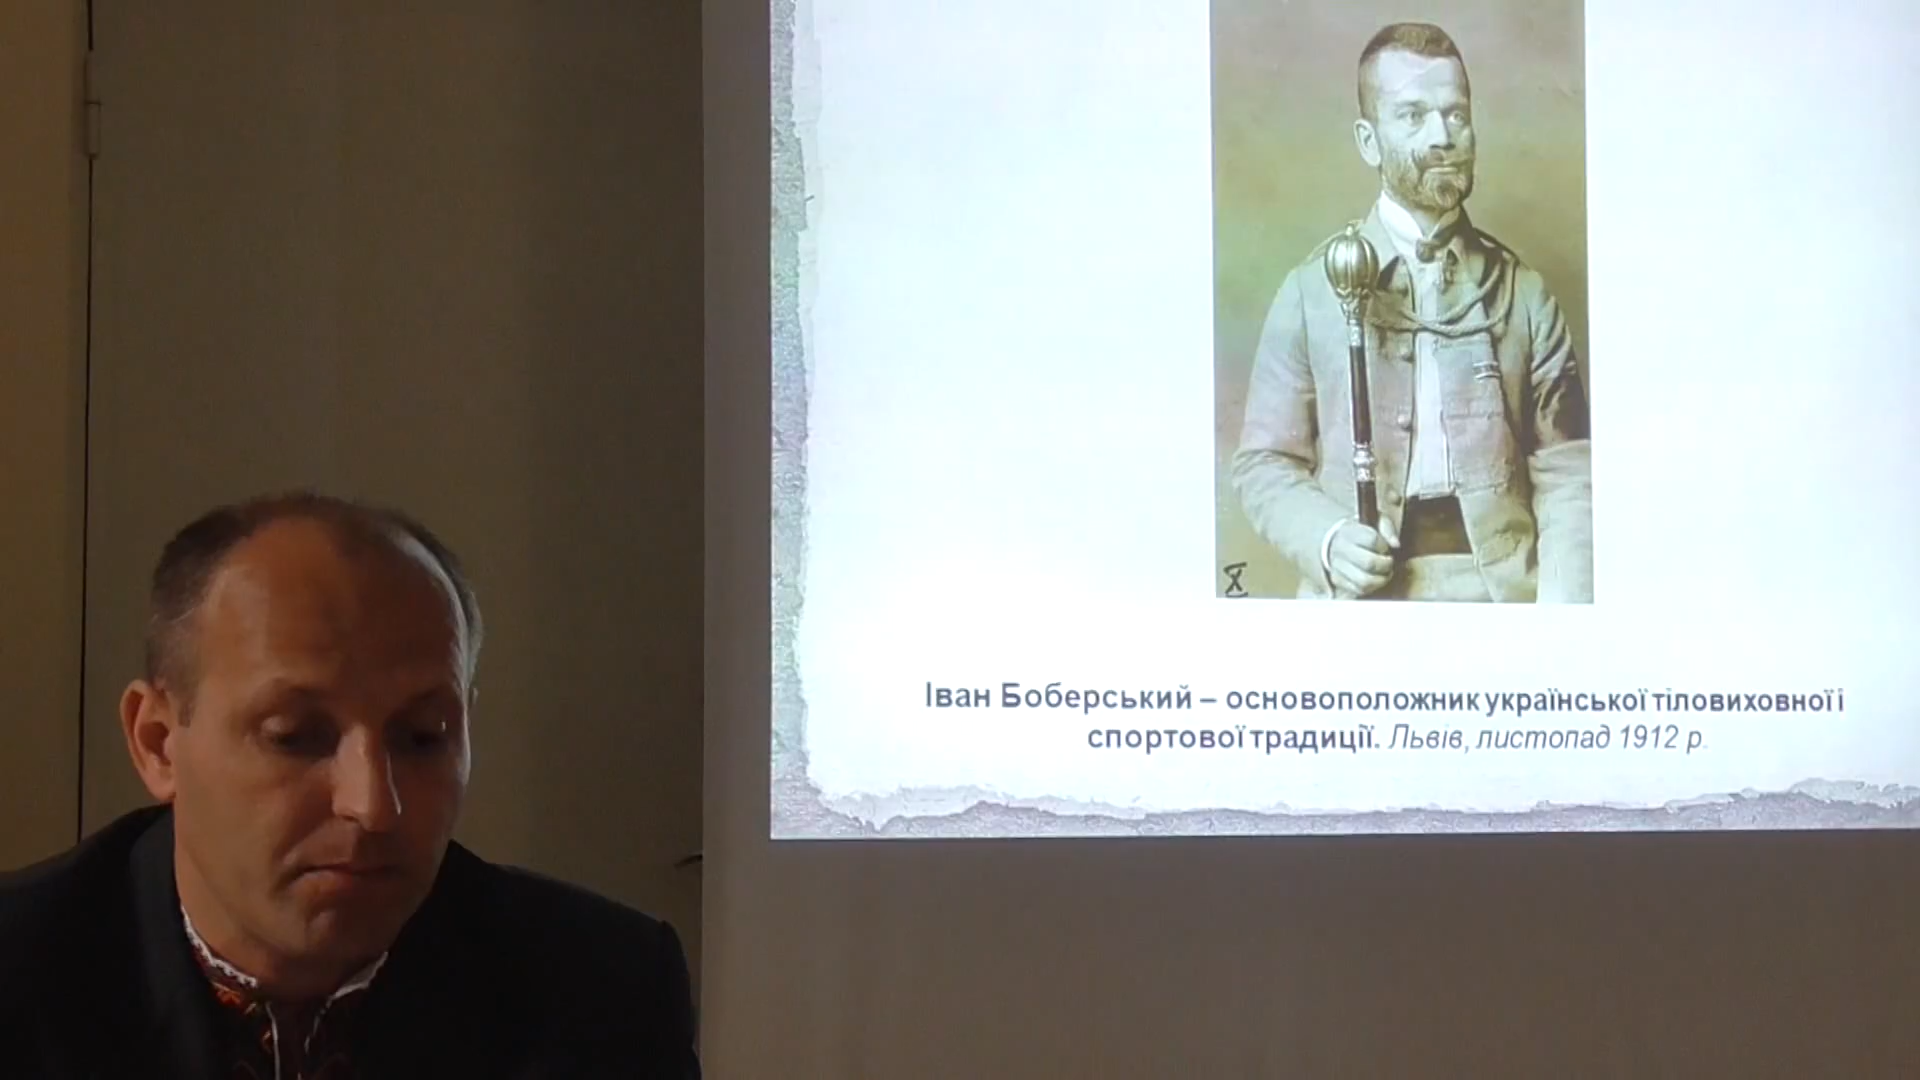 X
Іван Боберський – основоположник української тіловиховної і
спортової традиції. Львів, листопад 1912 р.